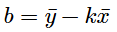 b = ȳ − kx̄